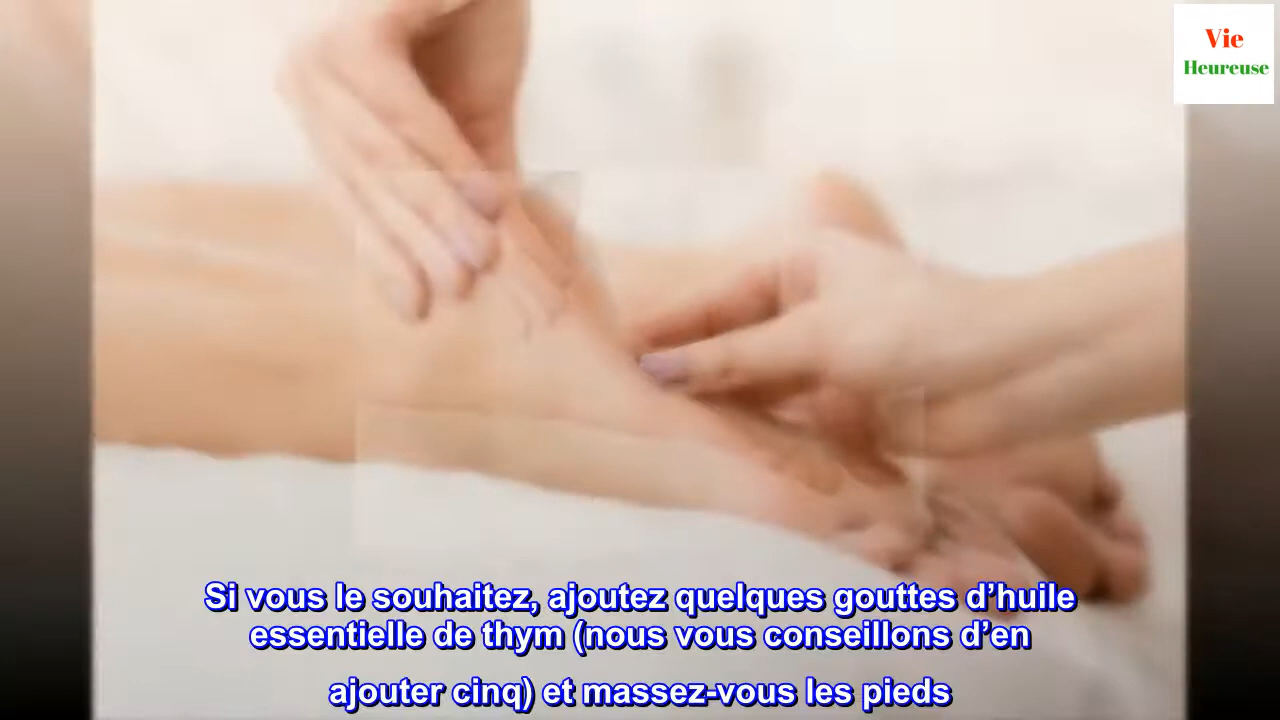 Vie
Heureuse
Si vous le souhaitez, ajoutez quelques gouttes d’huile
essentielle de thym (nous vous conseillons d’en
ajouter cinq) et massez-vous les pieds